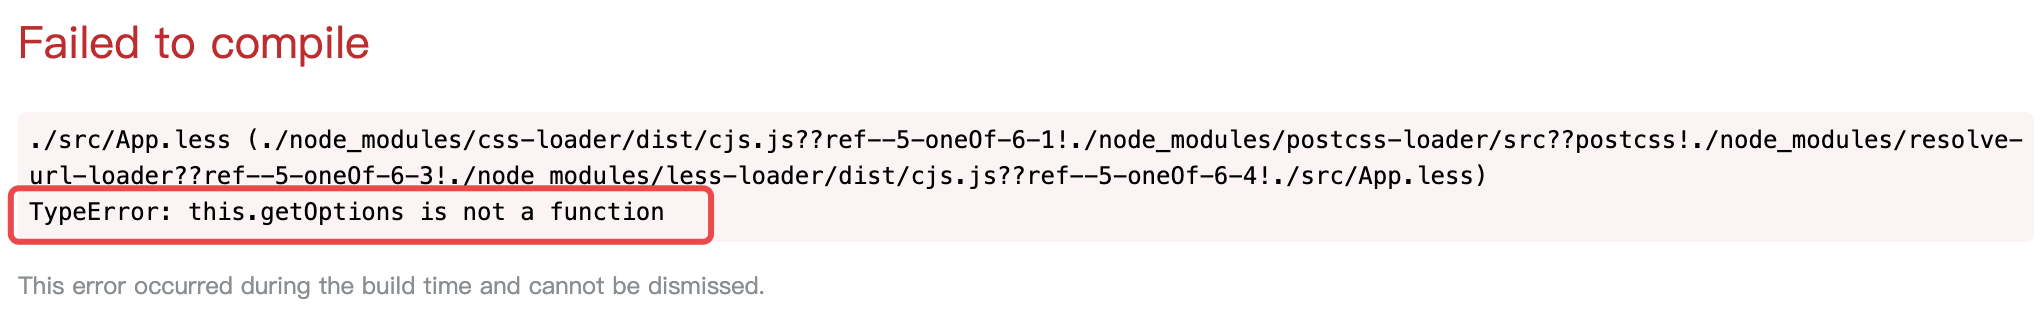 Failed to compile
./src/App.less (./node_modules/css-loader/dist/cjs.js??ref--5-oneOf-6-1!./node_modules/postcss-loader/src??postcss!./node_modules/resolve-
url-loader??ref--5-oneOf-6-3!./node_modules/less-loader/dist/cjs.js??ref--5-oneOf-6-4!./src/App.less)
TypeError: this.getOptions is not a function
This error occurred during the build time and cannot be dismissed.